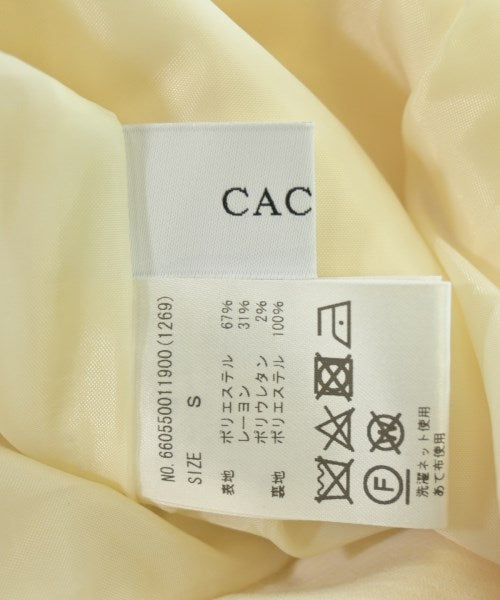 CAC
NO.660550011900(1269)
SIZE S
表地 ポリエステル 67%
レーヨン 31%
ポリウレタン 2%
裏地 ポリエステル 100%
F
W
洗濯ネット使用
あて布使用